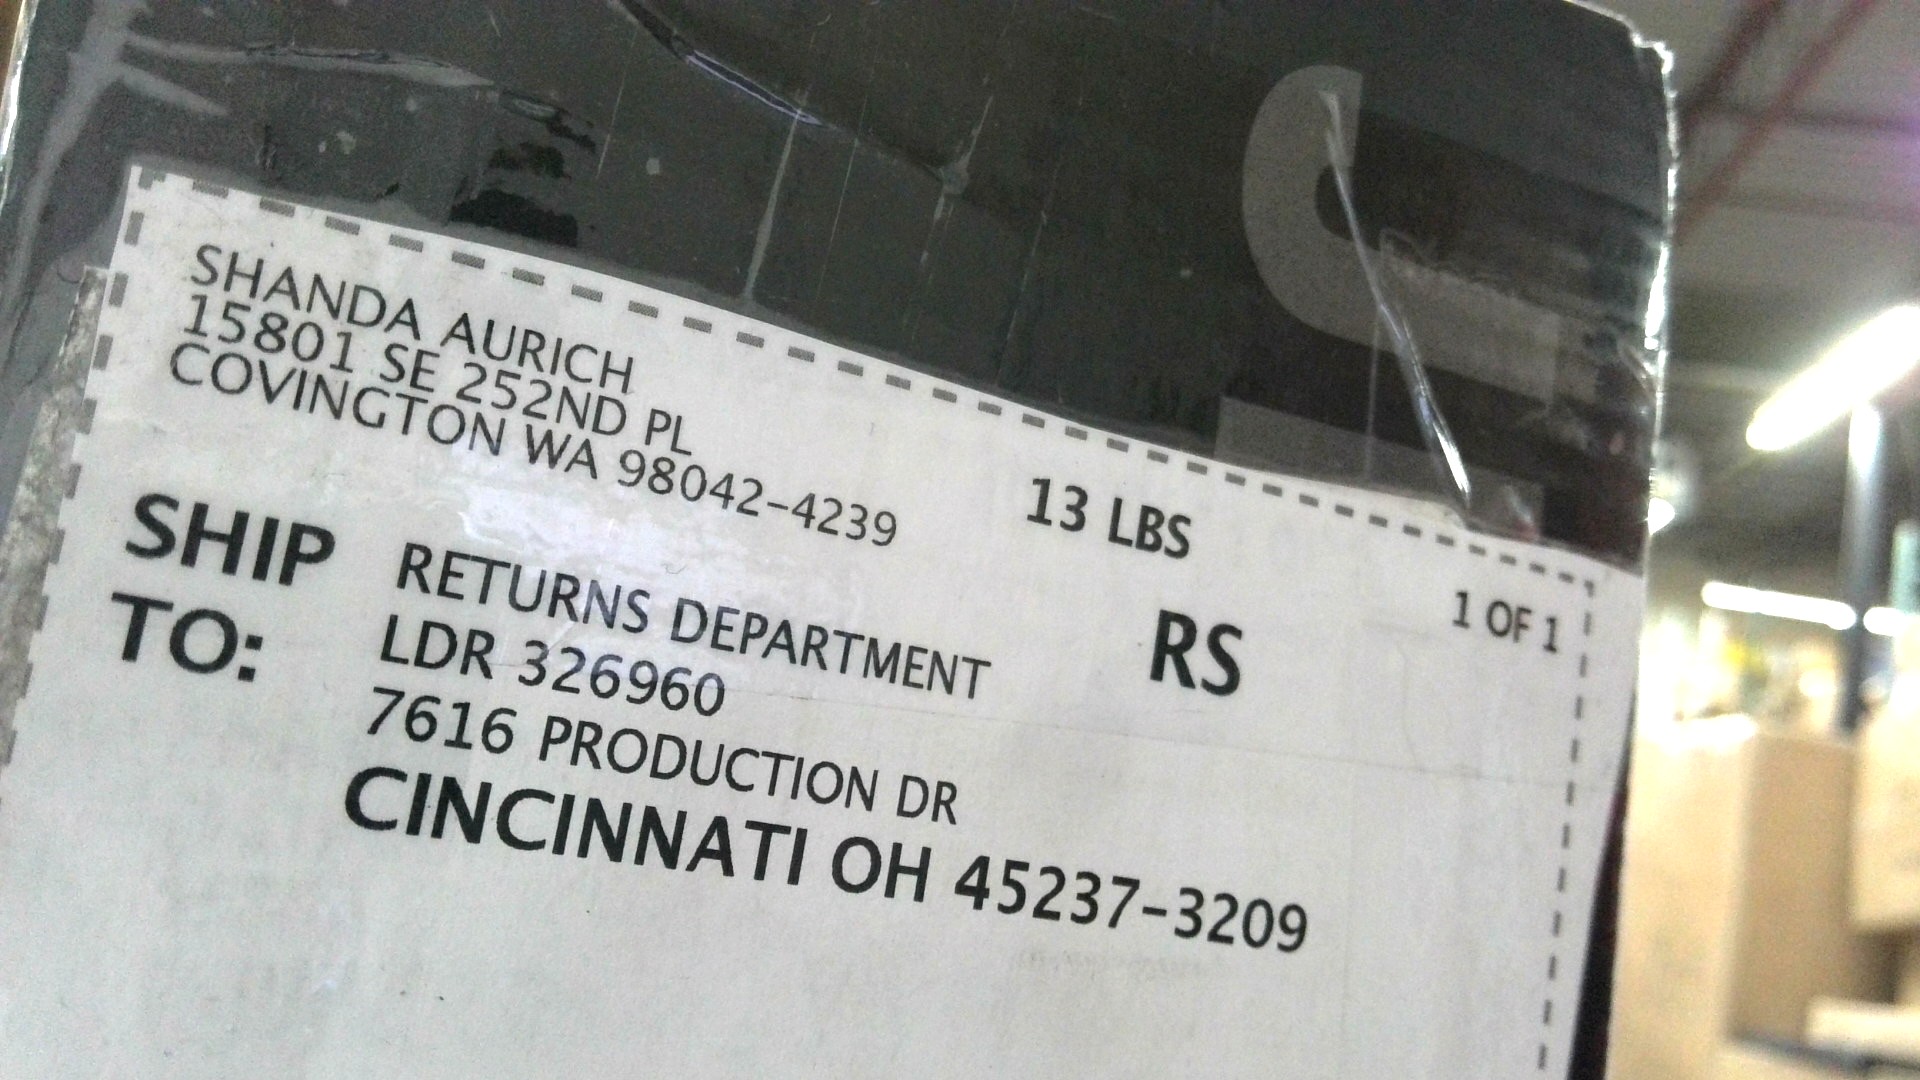 SHANDA AURICH
15801 SE 252ND PL
COVINGTON WA 98042-4239
13 LBS
1 OF 1
RS
SHIP TO:
RETURNS DEPARTMENT
LDR 326960
7616 PRODUCTION DR
CINCINNATI OH 45237-3209